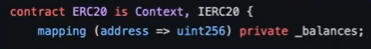 contract ERC20 is Context, IERC20 {
mapping (address => uint256) private _balances;